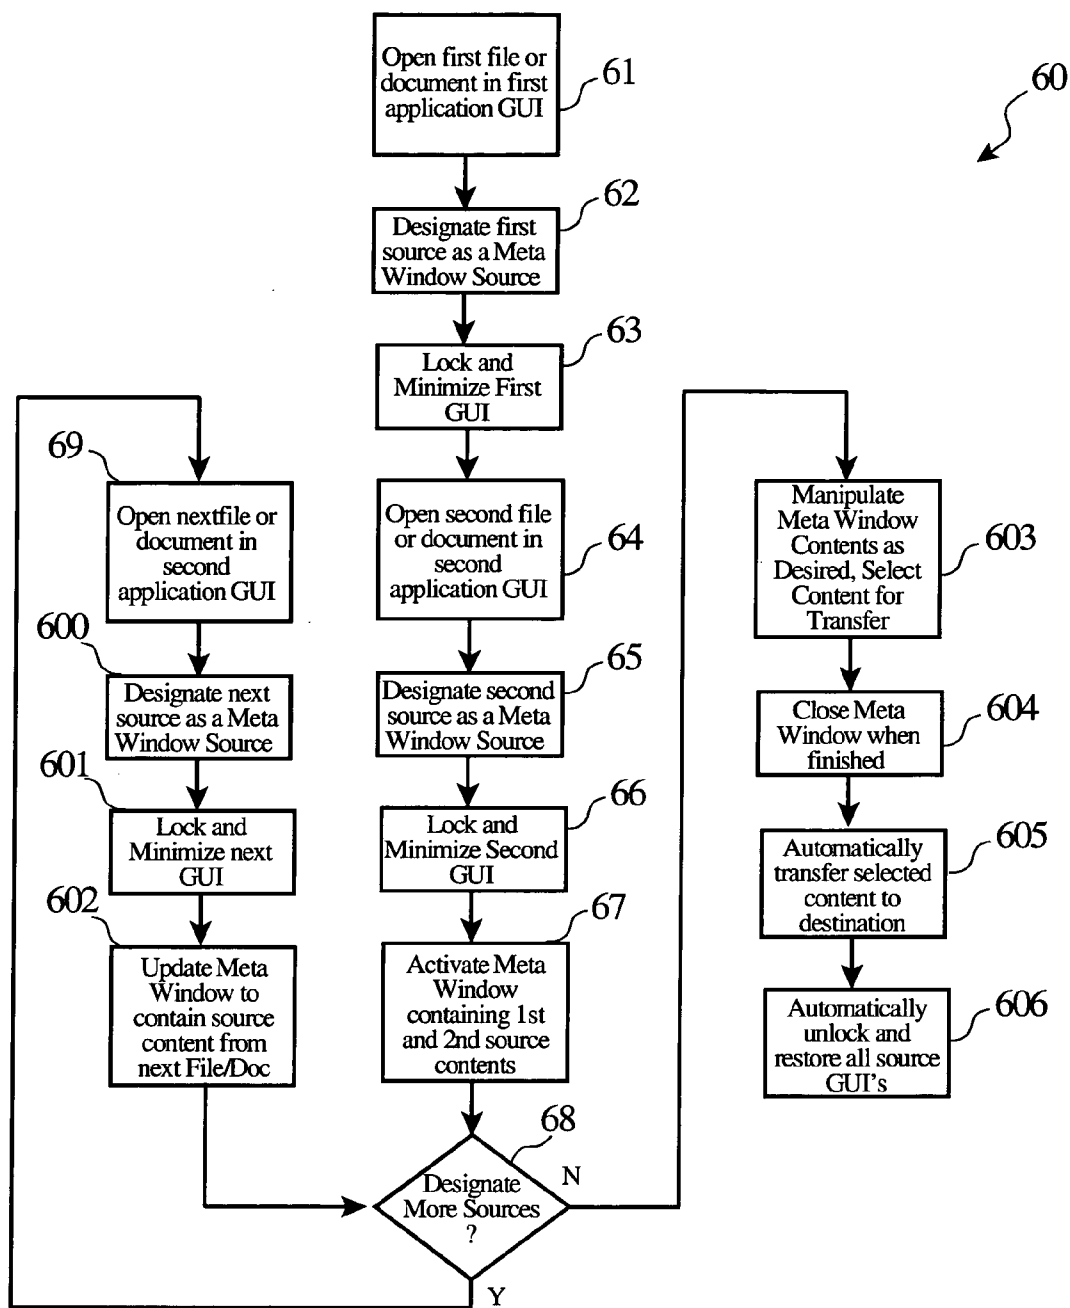 Open first file or
document in first
application GUI
61
60
Designate first
source as a Meta
Window Source
62
Lock and
Minimize First
GUI
63
Open second file
or document in
second
application GUI
64
Designate second
source as a Meta
Window Source
65
Lock and
Minimize Second
GUI
66
Activate Meta
Window
containing 1st
and 2nd source
contents
67
Designate
More Sources
?
68
N
Y
69
Open nextfile or
document in
second
application GUI
600
Designate next
source as a Meta
Window Source
601
Lock and
Minimize next
GUI
602
Update Meta
Window to
contain source
content from
next File/Doc
Manipulate
Meta Window
Contents as
Desired, Select
Content for
Transfer
603
Close Meta
Window when
finished
604
Automatically
transfer selected
content to
destination
605
Automatically
unlock and
restore all source
GUI's
606